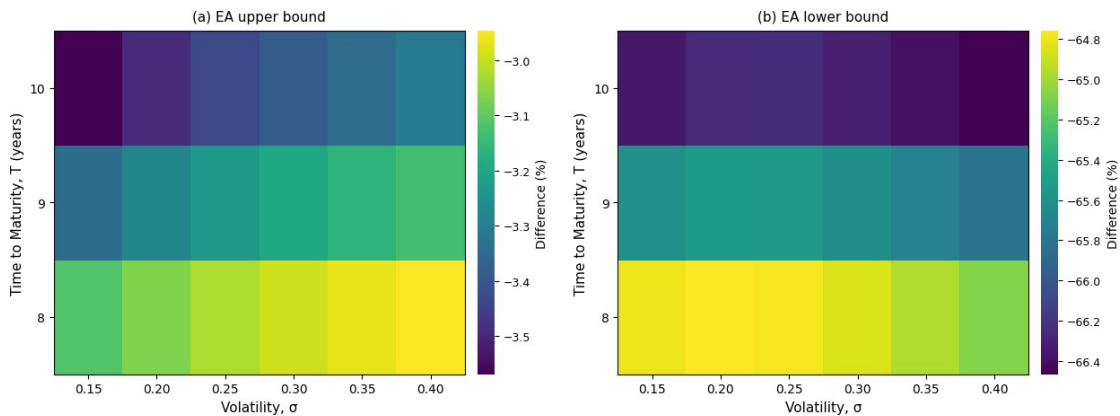 (a) EA upper bound
10
9
8
Time to Maturity, T (years)
0.15 0.20 0.25 0.30 0.35 0.40
Volatility, σ
−3.0
−3.1
−3.2
−3.3
−3.4
−3.5
Difference (%)
(b) EA lower bound
10
9
8
Time to Maturity, T (years)
0.15 0.20 0.25 0.30 0.35 0.40
Volatility, σ
−64.8
−65.0
−65.2
−65.4
−65.6
−65.8
−66.0
−66.2
−66.4
Difference (%)